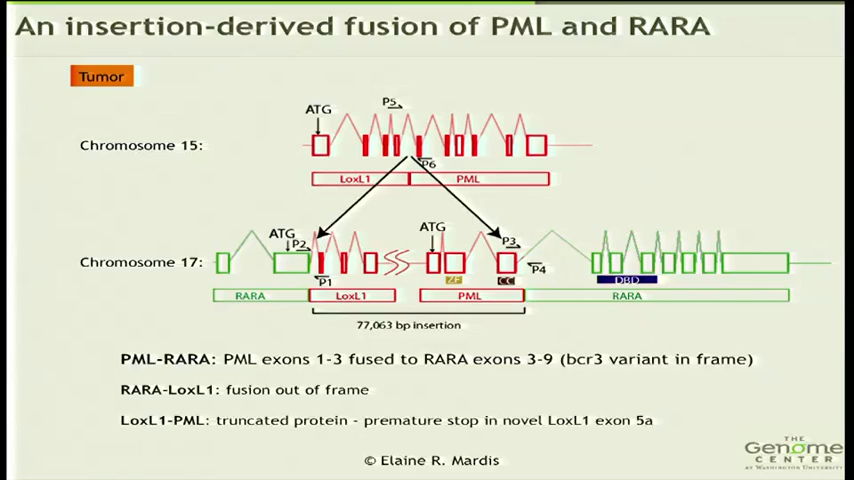 An insertion-derived fusion of PML and RARA
Tumor
P5
ATG
Chromosome 15:
P6
LoxL1 PML
ATG P2 ATG P3
Chromosome 17:
P1 P4
ZF CC DBD
RARA LoxL1 PML RARA
77,063 bp insertion
PML-RARA: PML exons 1-3 fused to RARA exons 3-9 (bcr3 variant in frame)
RARA-LoxL1: fusion out of frame
LoxL1-PML: truncated protein - premature stop in novel LoxL1 exon 5a
© Elaine R. Mardis
THE
GENOME
CENTER
AT WASHINGTON UNIVERSITY